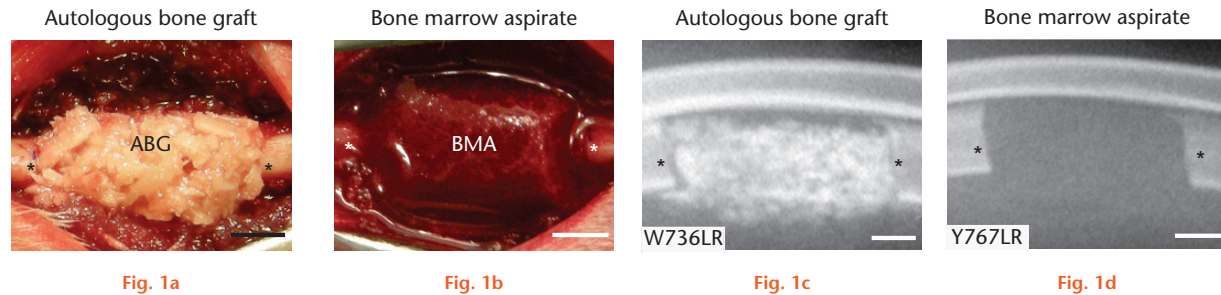 Autologous bone graft
Bone marrow aspirate
Autologous bone graft
Bone marrow aspirate
ABG
*
*
BMA
*
*
*
*
W736LR
*
*
Y767LR
Fig. 1a
Fig. 1b
Fig. 1c
Fig. 1d